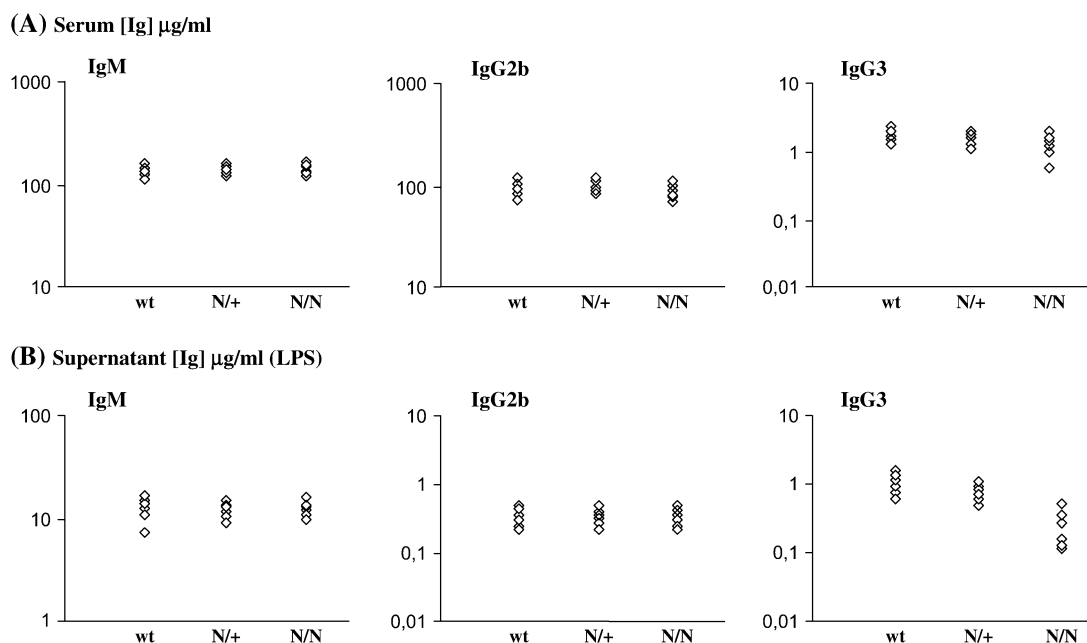 (A) Serum [Ig] μg/ml
IgM IgG2b IgG3
1000 1000 10
100 100 1
0,1
10 10 0,01
wt N/+ N/N wt N/+ N/N wt N/+ N/N
(B) Supernatant [Ig] μg/ml (LPS)
IgM IgG2b IgG3
100 10 10
1 1
10 0,1 0,1
1 0,01 0,01
wt N/+ N/N wt N/+ N/N wt N/+ N/N